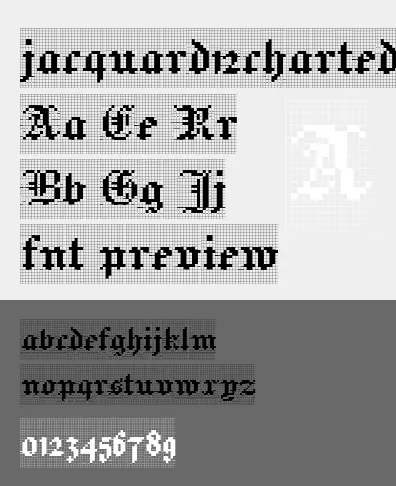 jacquard12charted
Aa Ee Rr
A
Bb Gg Jj
fnt preview
abcdefghijklm
nopqrstuvwxyz
0123456789